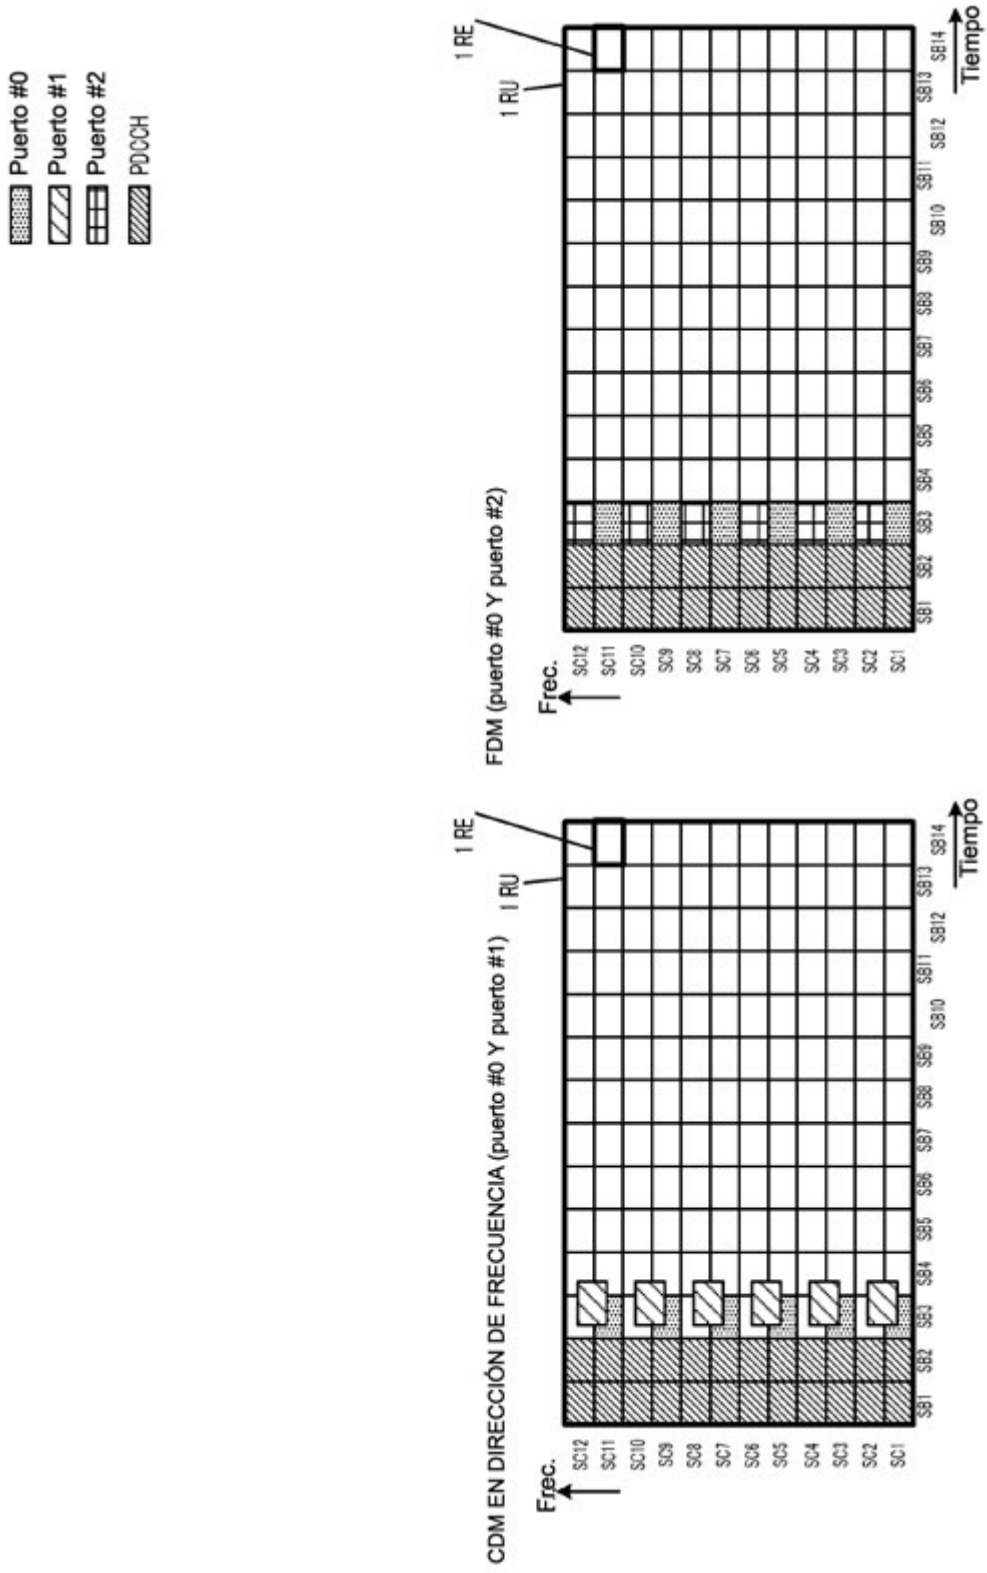 Puerto #0
Puerto #1
Puerto #2
PDCCH
CDM EN DIRECCIÓN DE FRECUENCIA (puerto #0 Y puerto #1)
1 RU
1 RE
Frec.
SC12
SC11
SC10
SC9
SC8
SC7
SC6
SC5
SC4
SC3
SC2
SC1
SB1
SB2
SB3
SB4
SB5
SB6
SB7
SB8
SB9
SB10
SB11
SB12
SB13
SB14
Tiempo
FDM (puerto #0 Y puerto #2)
1 RU
1 RE
Frec.
SC12
SC11
SC10
SC9
SC8
SC7
SC6
SC5
SC4
SC3
SC2
SC1
SB1
SB2
SB3
SB4
SB5
SB6
SB7
SB8
SB9
SB10
SB11
SB12
SB13
SB14
Tiempo